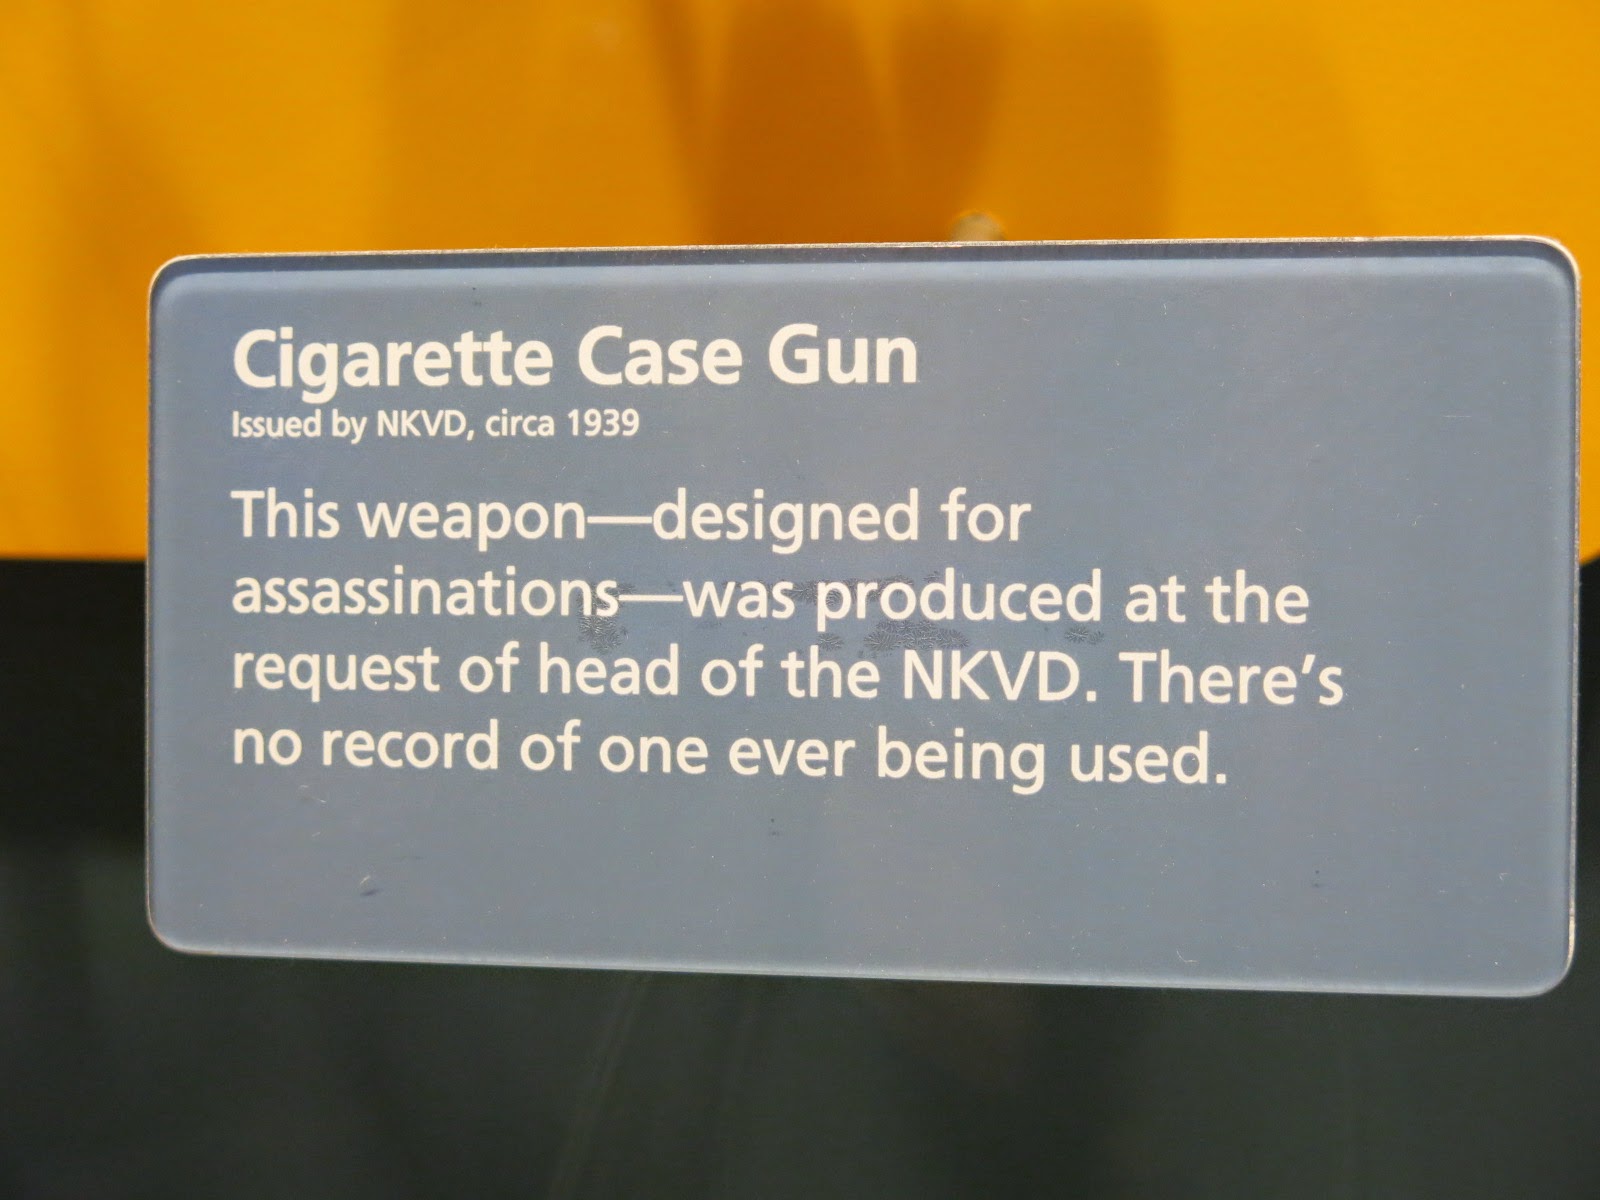 Cigarette Case Gun
Issued by NKVD, circa 1939
This weapon—designed for
assassinations—was produced at the
request of head of the NKVD. There’s
no record of one ever being used.